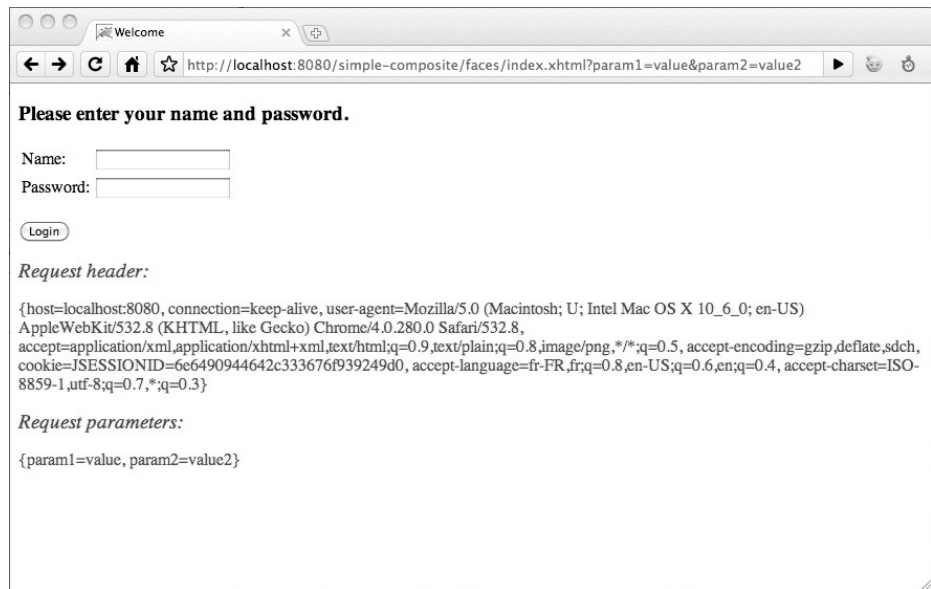 Welcome
http://localhost:8080/simple-composite/faces/index.xhtml?param1=value&param2=value2
Please enter your name and password.
Name:
Password:
Login
Request header:
{host=localhost:8080, connection=keep-alive, user-agent=Mozilla/5.0 (Macintosh; U; Intel Mac OS X 10_6_0; en-US)
AppleWebKit/532.8 (KHTML, like Gecko) Chrome/4.0.280.0 Safari/532.8,
accept=application/xml,application/xhtml+xml,text/html;q=0.9,text/plain;q=0.8,image/png,*/*;q=0.5, accept-encoding=gzip,deflate,sdch,
cookie=JSESSIONID=6e6490944642c333676f939249d0, accept-language=fr-FR,fr;q=0.8,en-US;q=0.6,en;q=0.4, accept-charset=ISO-
8859-1,utf-8;q=0.7,*;q=0.3}
Request parameters:
{param1=value, param2=value2}